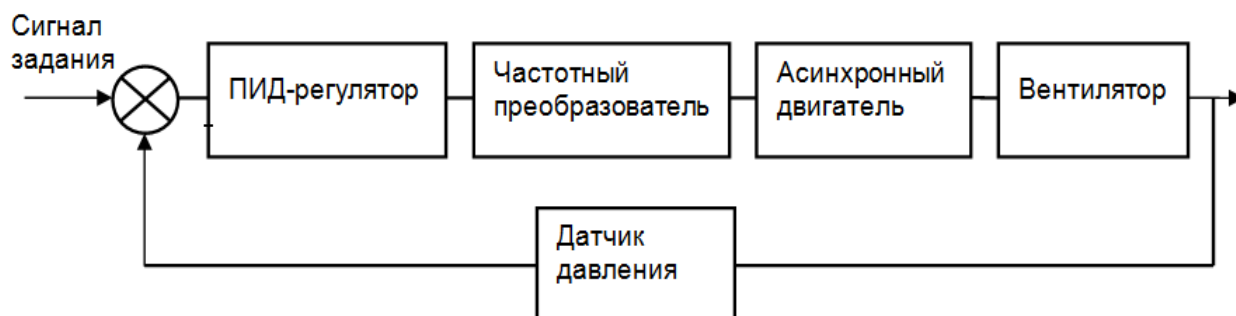 Сигнал
задания
ПИД-регулятор
Частотный
преобразователь
Асинхронный
двигатель
Вентилятор
Датчик
давления